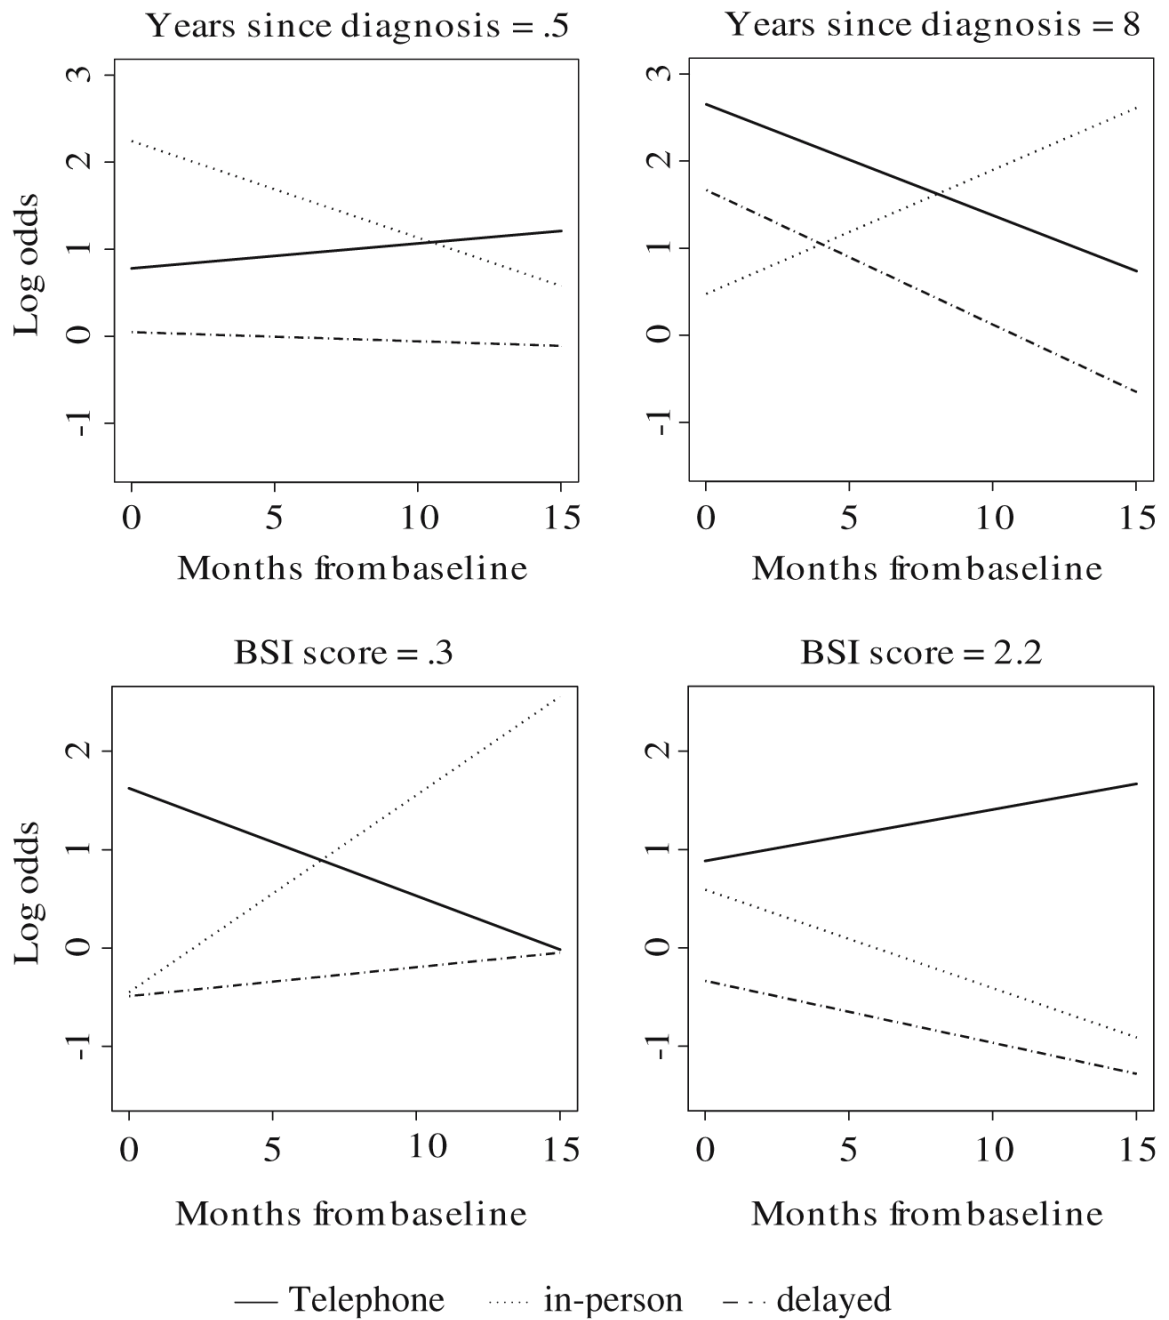 Years since diagnosis = .5
Years since diagnosis = 8
3
2
1
0
-1
Log odds
0 5 10 15
Months from baseline
3
2
1
0
-1
0 5 10 15
Months from baseline
BSI score = .3
BSI score = 2.2
2
1
0
-1
Log odds
0 5 10 15
Months from baseline
2
1
0
-1
0 5 10 15
Months from baseline
Telephone in-person delayed